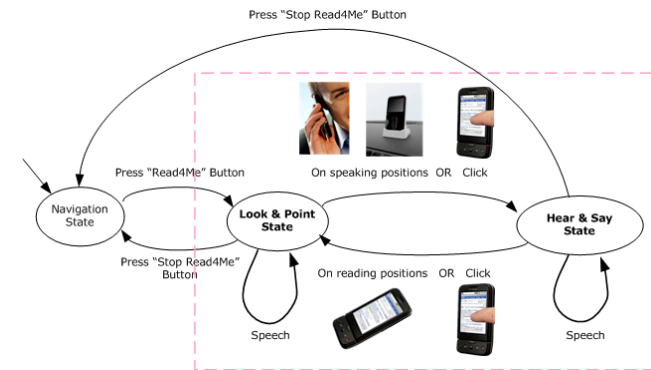 Press “Stop Read4Me” Button
Press “Read4Me” Button
On speaking positions OR Click
Navigation
State
Look & Point
State
Hear & Say
State
Press “Stop Read4Me”
Button
On reading positions OR Click
Speech
Speech